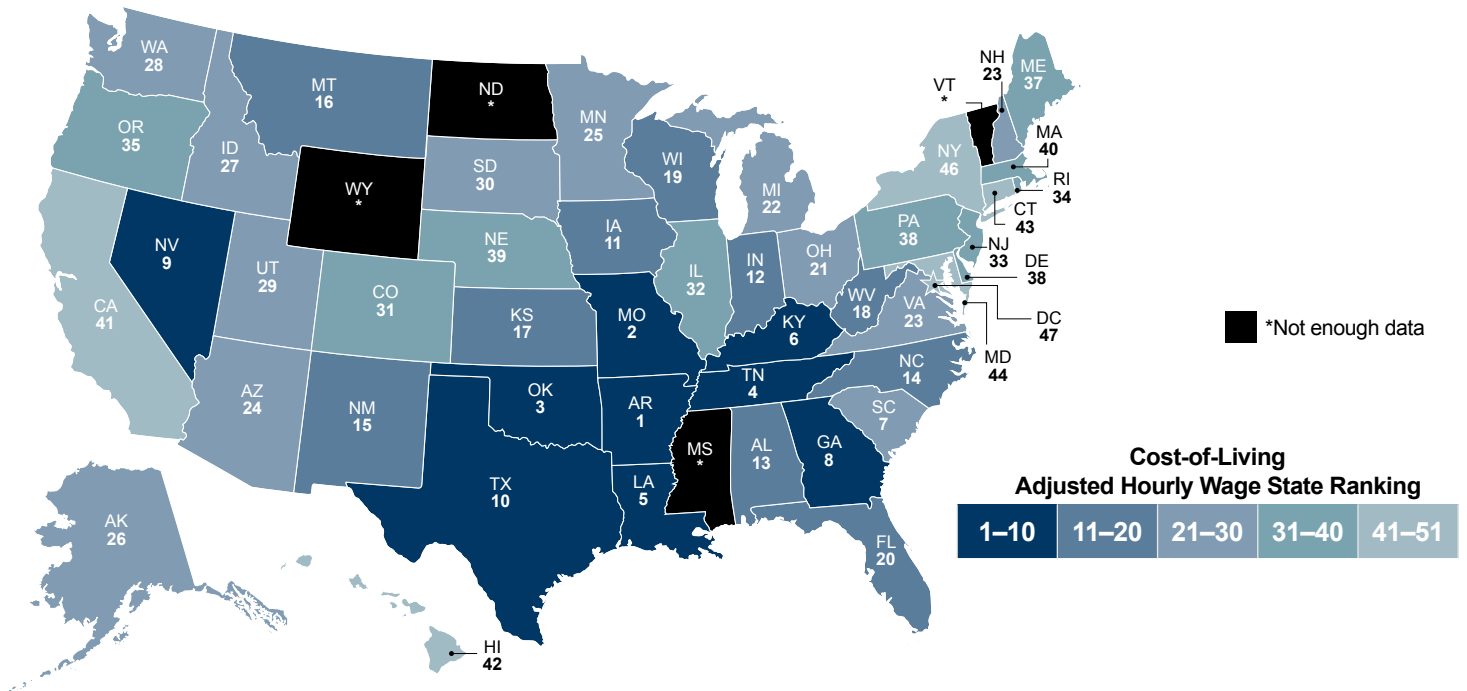 WA
28
MT
16
ND
*
MN
25
OR
35
ID
27
WY
*
SD
30
WI
19
MI
22
NY
46
VT
*
NH
23
ME
37
MA
40
RI
34
CT
43
NV
9
UT
29
CO
31
NE
39
IA
11
IL
32
IN
12
OH
21
PA
38
NJ
33
DE
38
DC
47
MD
44
CA
41
KS
17
MO
2
KY
6
WV
18
VA
23
AZ
24
NM
15
OK
3
AR
1
TN
4
NC
14
SC
7
TX
10
LA
5
MS
*
AL
13
GA
8
FL
20
AK
26
HI
42
*Not enough data
Cost-of-Living
Adjusted Hourly Wage State Ranking
1–10 11–20 21–30 31–40 41–51